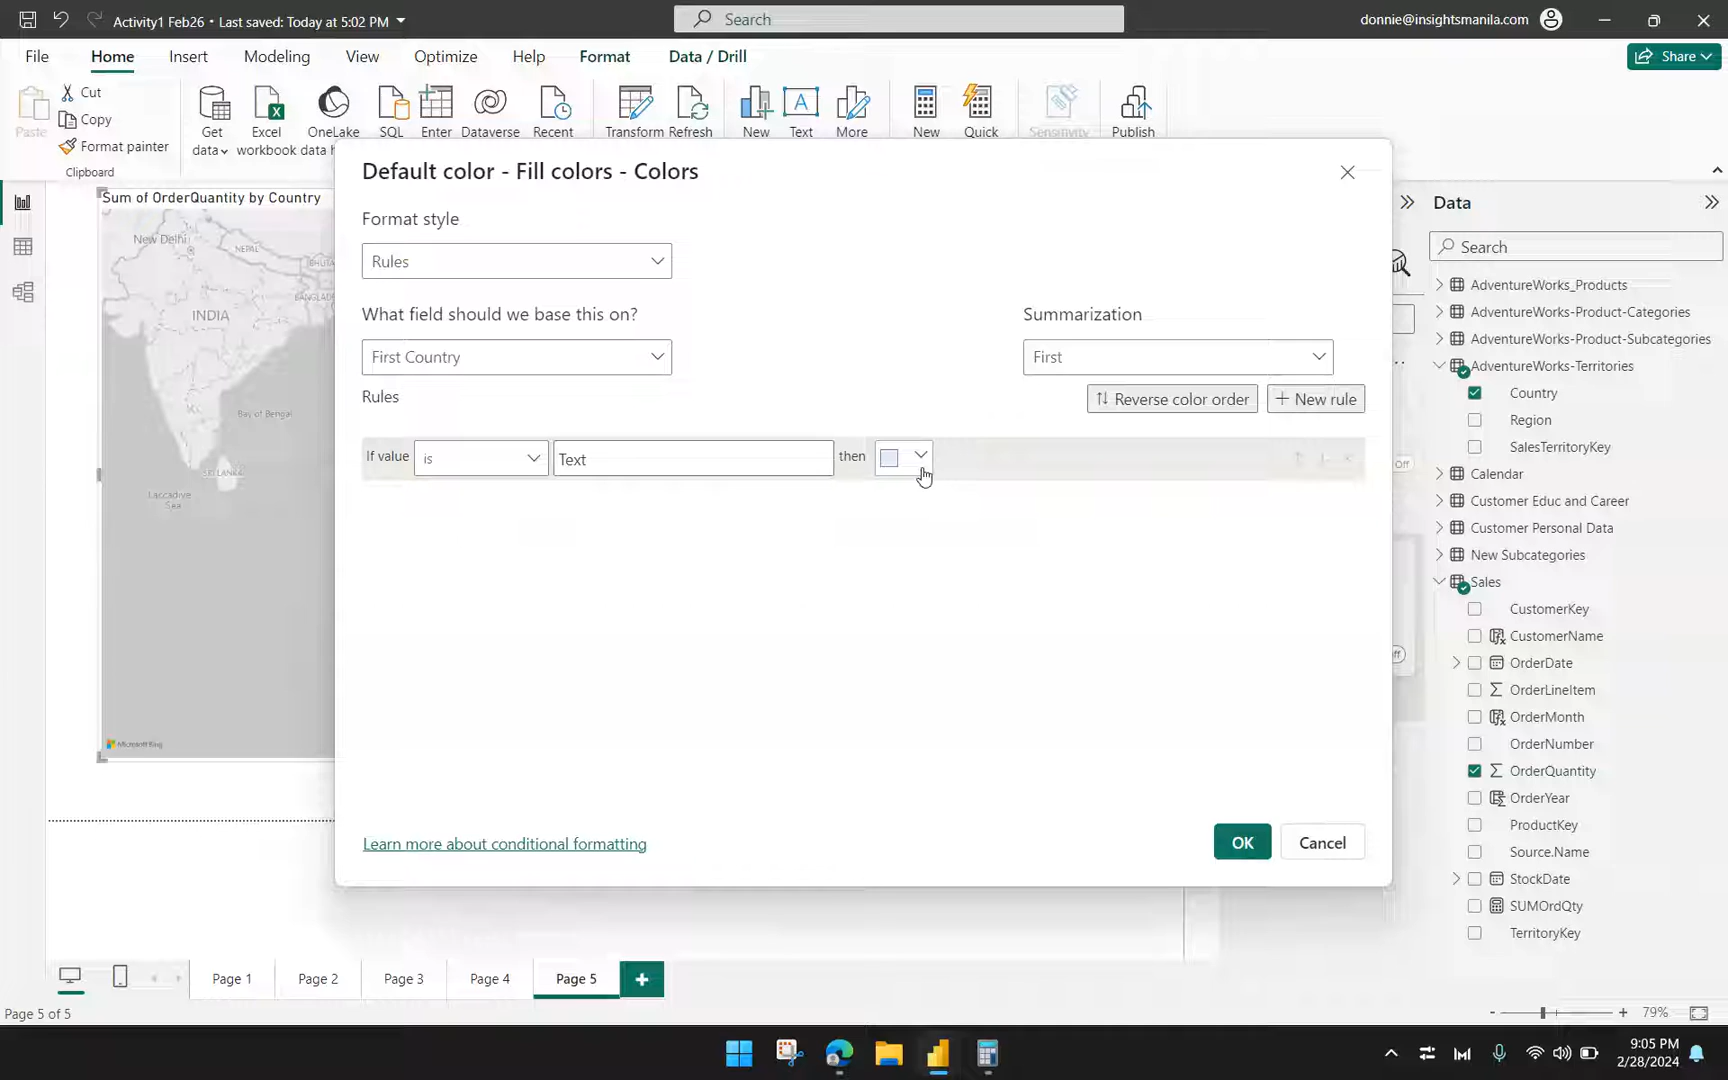 Activity1 Feb26 • Last saved: Today at 5:02 PM
Search
donnie@insightsmanila.com
File
Home
Insert
Modeling
View
Optimize
Help
Format
Data / Drill
Share
Paste
Cut
Copy
Format painter
Clipboard
Get data
Excel workbook
OneLake data h
SQL
Enter
Dataverse
Recent
Transform
Refresh
New
Text
More
New
Quick
Sensitivity
Publish
Sum of OrderQuantity by Country
New Delhi
NEPAL
INDIA
Bay of Bengal
SRI LANKA
Laccadive
Sea
Microsoft Bing
Default color - Fill colors - Colors
Format style
Rules
What field should we base this on?
Summarization
First Country
First
Rules
Reverse color order
New rule
If value
is
Text
then
Learn more about conditional formatting
OK
Cancel
Data
Search
AdventureWorks_Products
AdventureWorks-Product-Categories
AdventureWorks-Product-Subcategories
AdventureWorks-Territories
Country
Region
SalesTerritoryKey
Calendar
Customer Educ and Career
Customer Personal Data
New Subcategories
Sales
CustomerKey
CustomerName
OrderDate
OrderLineItem
OrderMonth
OrderNumber
OrderQuantity
OrderYear
ProductKey
Source.Name
StockDate
SUMOrdQty
TerritoryKey
Page 1
Page 2
Page 3
Page 4
Page 5
Page 5 of 5
79%
9:05 PM
2/28/2024